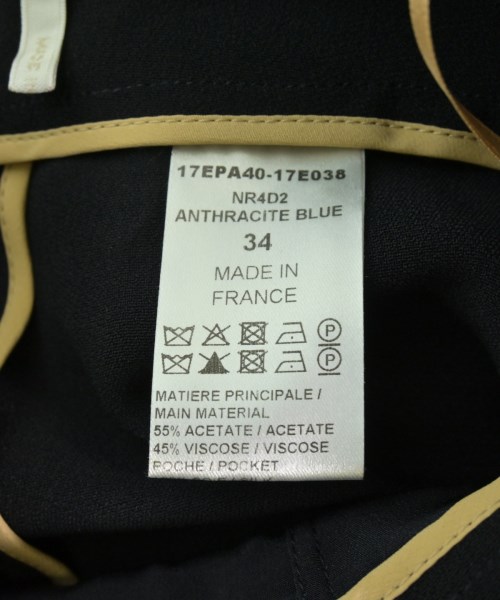 MADE
17EPA40-17E038
NR4D2
ANTHRACITE BLUE
34
MADE IN
FRANCE
P
P
MATIERE PRINCIPALE /
MAIN MATERIAL
55% ACETATE / ACETATE
45% VISCOSE / VISCOSE
POCHE / POCKET